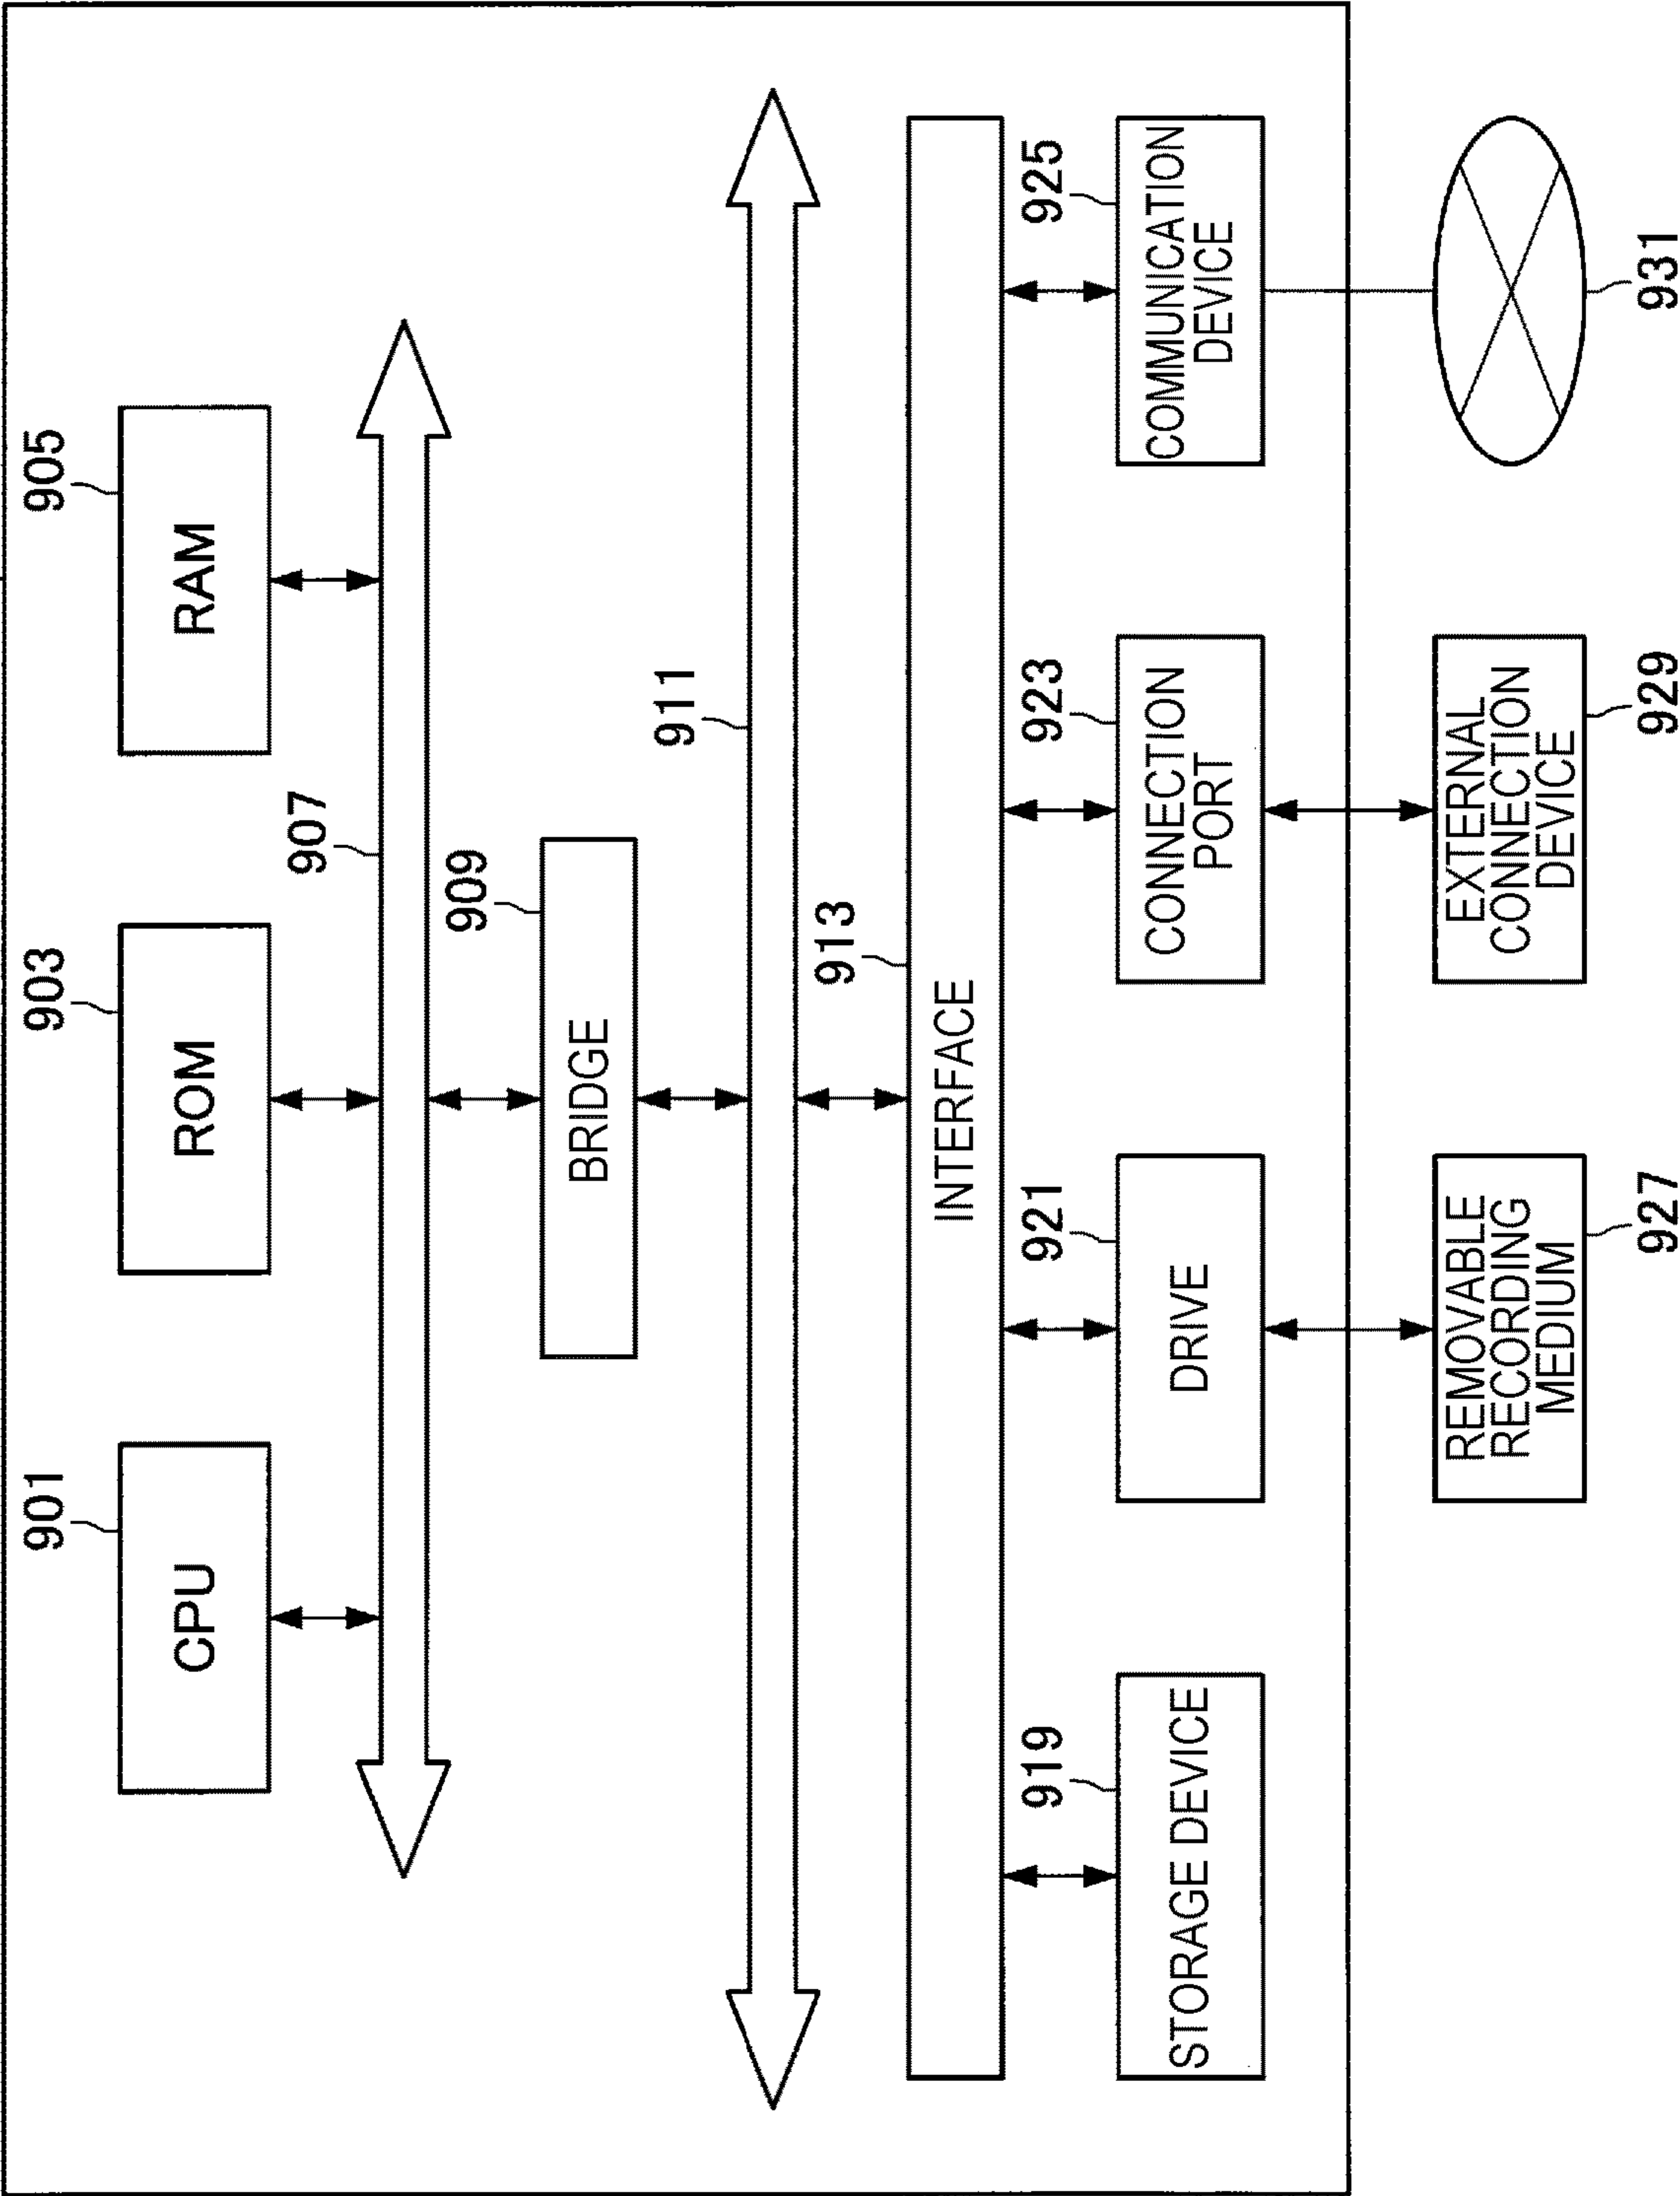 901
903
905
CPU
ROM
RAM
907
909
BRIDGE
911
913
INTERFACE
919
921
923
925
STORAGE DEVICE
DRIVE
CONNECTION
PORT
COMMUNICATION
DEVICE
REMOVABLE
RECORDING
MEDIUM
EXTERNAL
CONNECTION
DEVICE
927
929
931